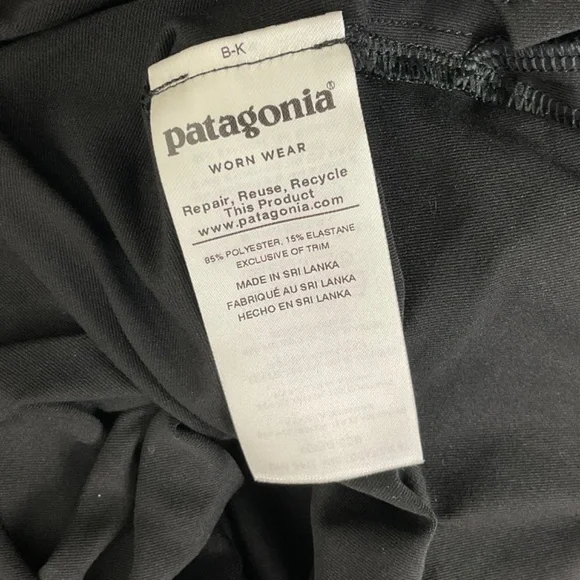 B-K
patagonia®
WORN WEAR
Repair, Reuse, Recycle
This Product
www.patagonia.com
85% POLYESTER, 15% ELASTANE
EXCLUSIVE OF TRIM
MADE IN SRI LANKA
FABRIQUÉ AU SRI LANKA
HECHO EN SRI LANKA